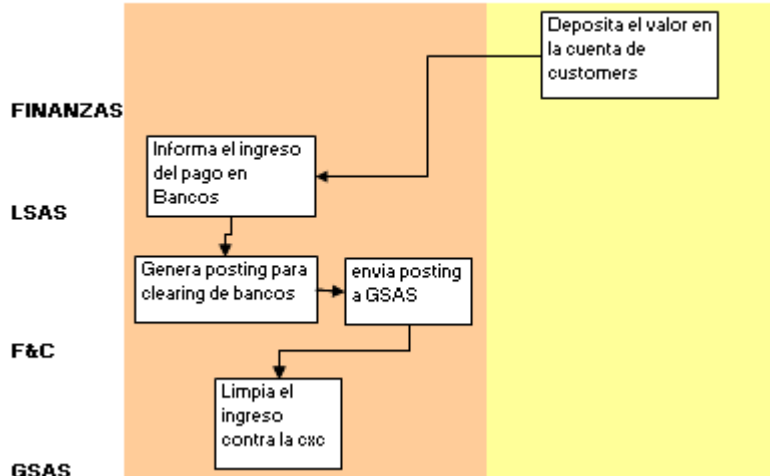 Deposita el valor en
la cuenta de
customers
FINANZAS
Informa el ingreso
del pago en
Bancos
LSAS
Genera posting para
clearing de bancos
envia posting
a GSAS
F&C
Limpia el
ingreso
contra la cxc
GSAS